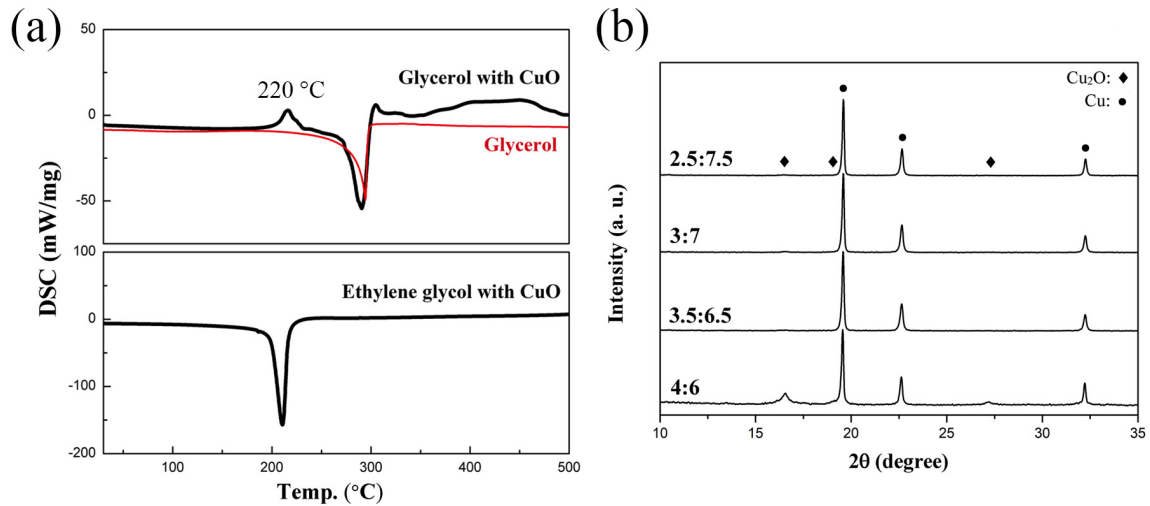 (a)
50
0
-50
220 °C
Glycerol with CuO
Glycerol
DSC (mW/mg)
100
0
-100
-200
Ethylene glycol with CuO
100
200
300
400
500
Temp. (°C)
(b)
Cu₂O: ♦
Cu: ●
2.5:7.5
3:7
3.5:6.5
4:6
Intensity (a. u.)
10
15
20
25
30
35
2θ (degree)